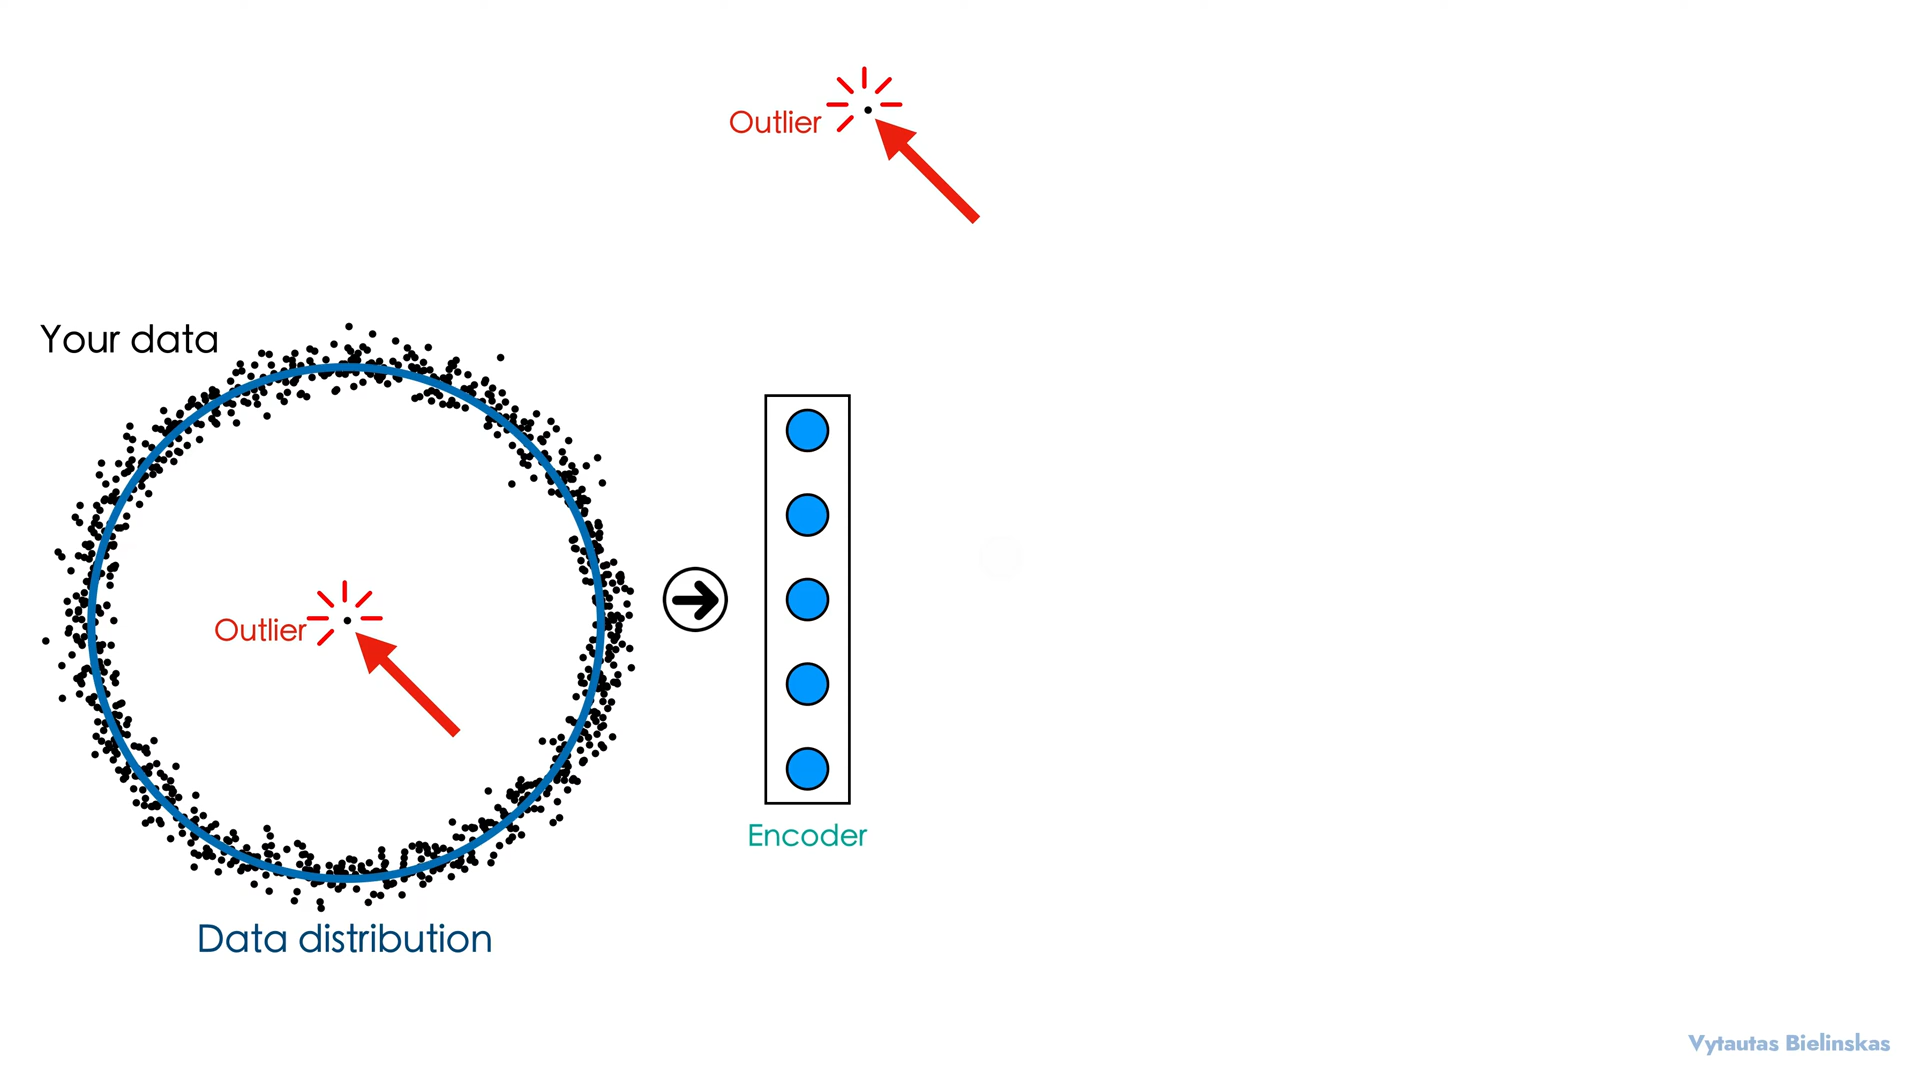 Outlier
Your data
Outlier
Encoder
Data distribution
Vytautas Bielinskas